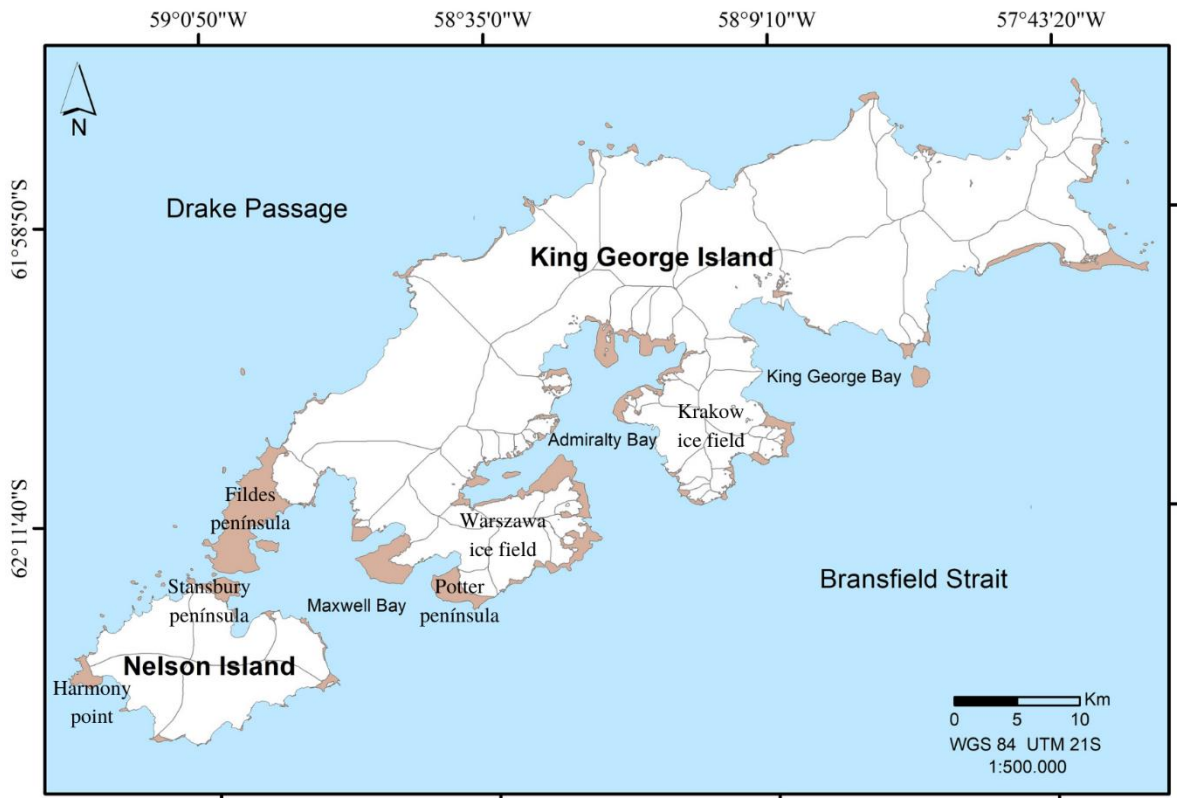 59°0'50"W
58°35'0"W
58°9'10"W
57°43'20"W
N
61°58'50"S
Drake Passage
King George Island
King George Bay
Krakow
ice field
Admiralty Bay
Fildes
península
62°11'40"S
Warszawa
ice field
Bransfield Strait
Stansbury
península
Maxwell Bay
Potter
península
Nelson Island
Harmony
point
Km
0 5 10
WGS 84 UTM 21S
1:500.000